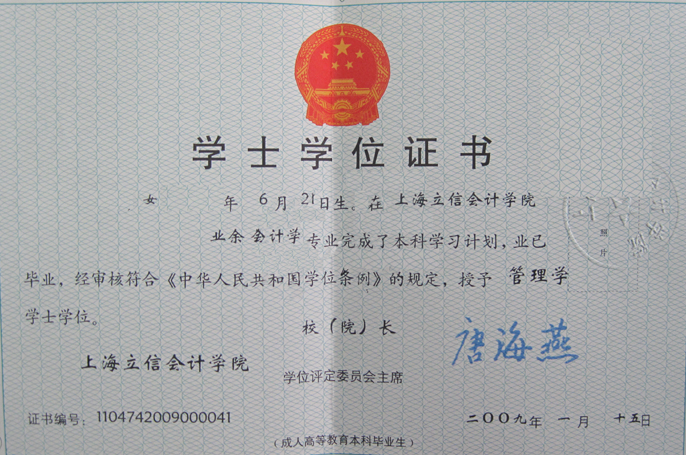 学士学位证书
女 年 6 月 21 日生。在 上海立信会计学院
业余 会计学 专业完成了本科学习计划，业已
毕业，经审核符合《中华人民共和国学位条例》的规定，授予 管理学
学士学位。
照片
校（院）长 唐海燕
上海立信会计学院
学位评定委员会主席
证书编号：1104742009000041
二〇〇九年 一 月 十五日
（成人高等教育本科毕业生）